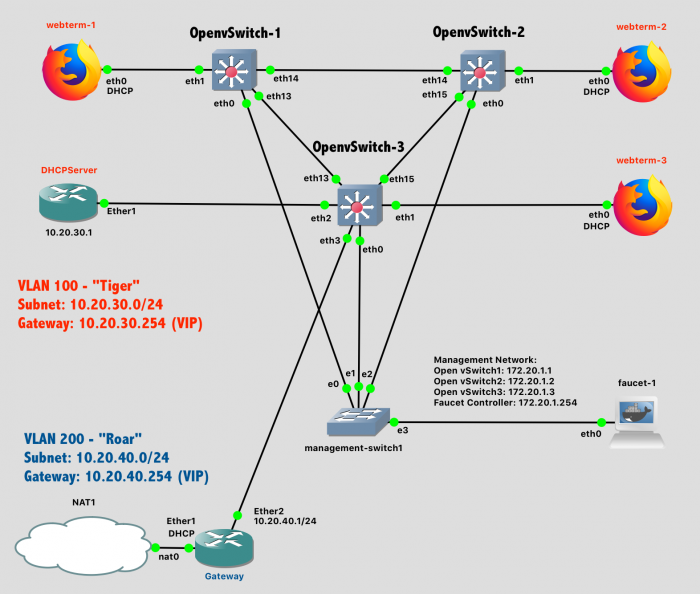 webterm-1
OpenvSwitch-1
OpenvSwitch-2
webterm-2
eth0
DHCP
eth1
eth14
eth14
eth1
eth0
DHCP
eth0
eth13
eth15
eth0
OpenvSwitch-3
DHCPServer
webterm-3
eth13
eth15
Ether1
eth2
eth1
eth0
DHCP
10.20.30.1
eth3
eth0
VLAN 100 - "Tiger"
Subnet: 10.20.30.0/24
Gateway: 10.20.30.254 (VIP)
Management Network:
Open vSwitch1: 172.20.1.1
Open vSwitch2: 172.20.1.2
Open vSwitch3: 172.20.1.3
Faucet Controller: 172.20.1.254
faucet-1
e0
e1
e2
e3
eth0
management-switch1
VLAN 200 - "Roar"
Subnet: 10.20.40.0/24
Gateway: 10.20.40.254 (VIP)
NAT1
Ether2
10.20.40.1/24
Ether1
DHCP
nat0
Gateway